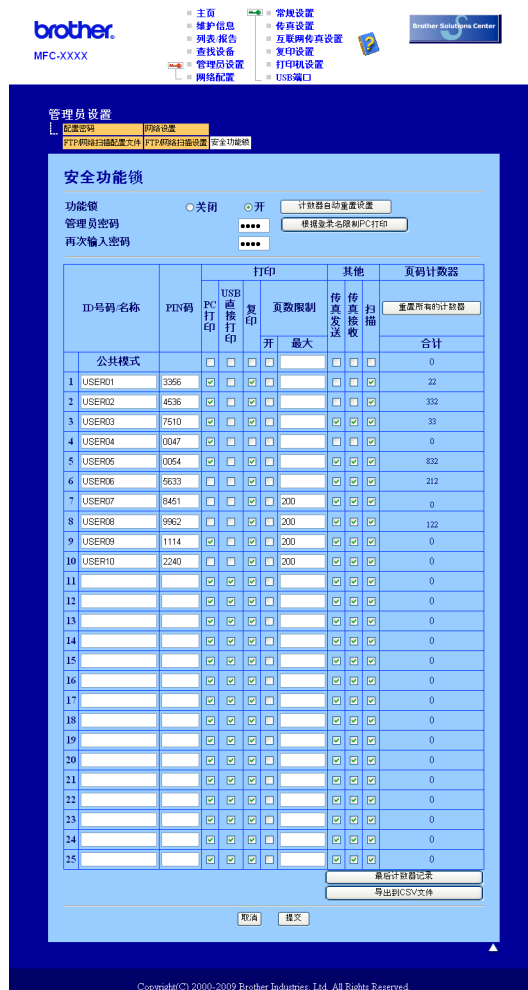 brother.
MFC-XXXX
主页
维护信息
列表/报告
查找设备
管理员设置
网络配置
常规设置
传真设置
互联网传真设置
复印设置
打印机设置
USB端口
Brother Solutions Center
管理员设置
配置密码 网络设置
FTP/网络扫描配置文件 FTP/网络扫描设置 安全功能锁
安全功能锁
功能锁 关闭 开 计数器自动重置设置
管理员密码 •••• 根据登录名限制PC打印
再次输入密码 ••••
打印 其他 页码计数器
ID号码/名称 PIN码 PC打印 USB直接打印 复印 页数限制 传真发送 传真接收 扫描 重置所有的计数器
开 最大 合计
公共模式 0
1 USER01 3356 22
2 USER02 4536 332
3 USER03 7510 33
4 USER04 0047 0
5 USER05 0054 832
6 USER06 5633 212
7 USER07 8451 200 0
8 USER08 9962 200 122
9 USER09 1114 200 0
10 USER10 2240 200 0
11 0
12 0
13 0
14 0
15 0
16 0
17 0
18 0
19 0
20 0
21 0
22 0
23 0
24 0
25 0
最后计数器记录
导出到CSV文件
取消 提交
Copyright(C) 2000-2009 Brother Industries, Ltd. All Rights Reserved.